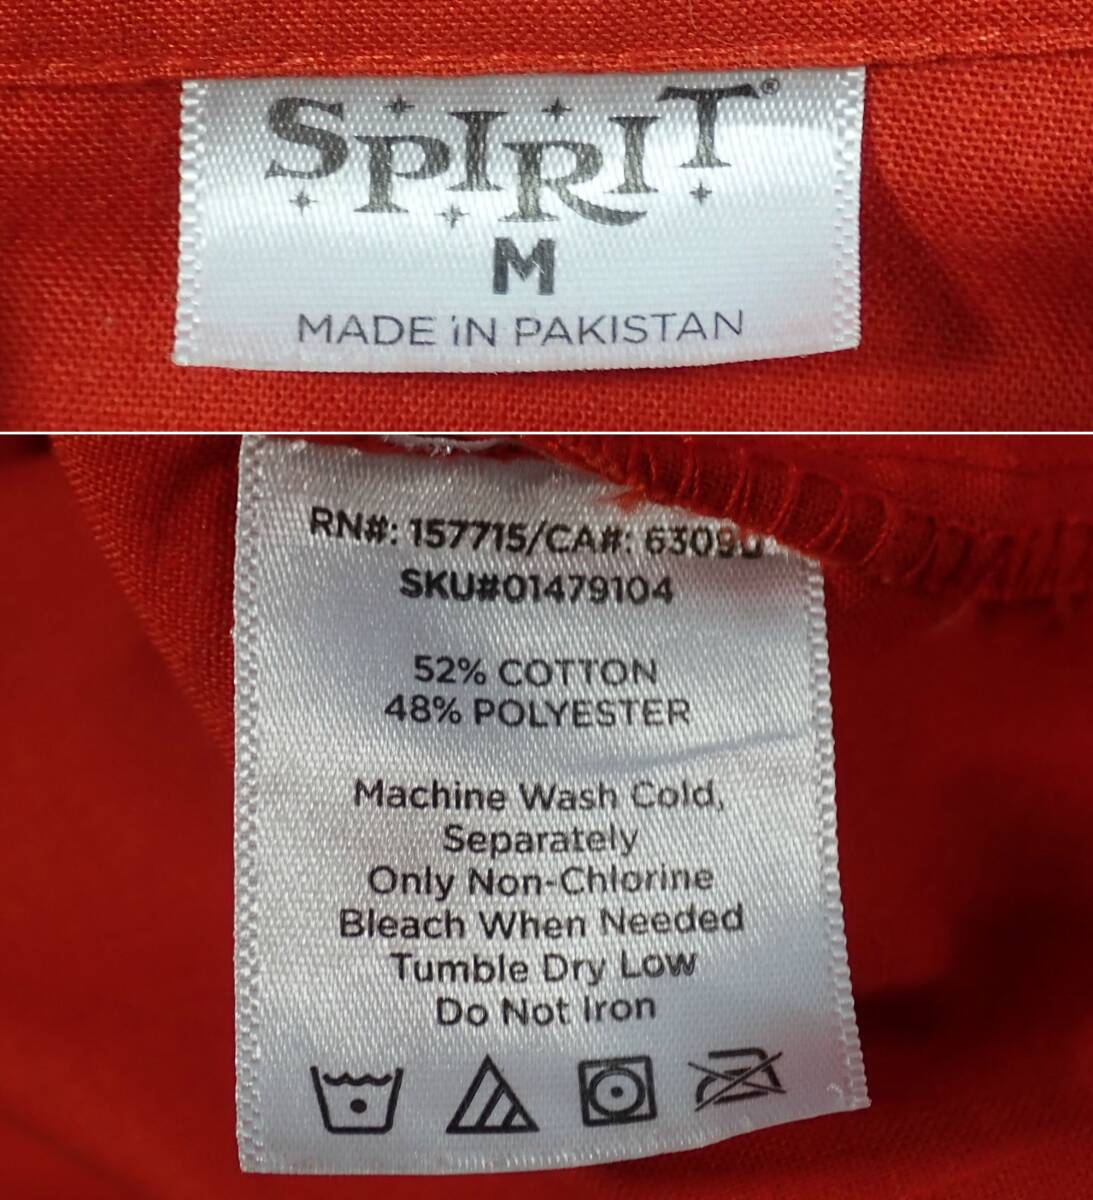 SPIRIT®
M
MADE iN PAKISTAN
RN#: 157715/CA#: 63090
SKU#01479104
52% COTTON
48% POLYESTER
Machine Wash Cold,
Separately
Only Non-Chlorine
Bleach When Needed
Tumble Dry Low
Do Not Iron